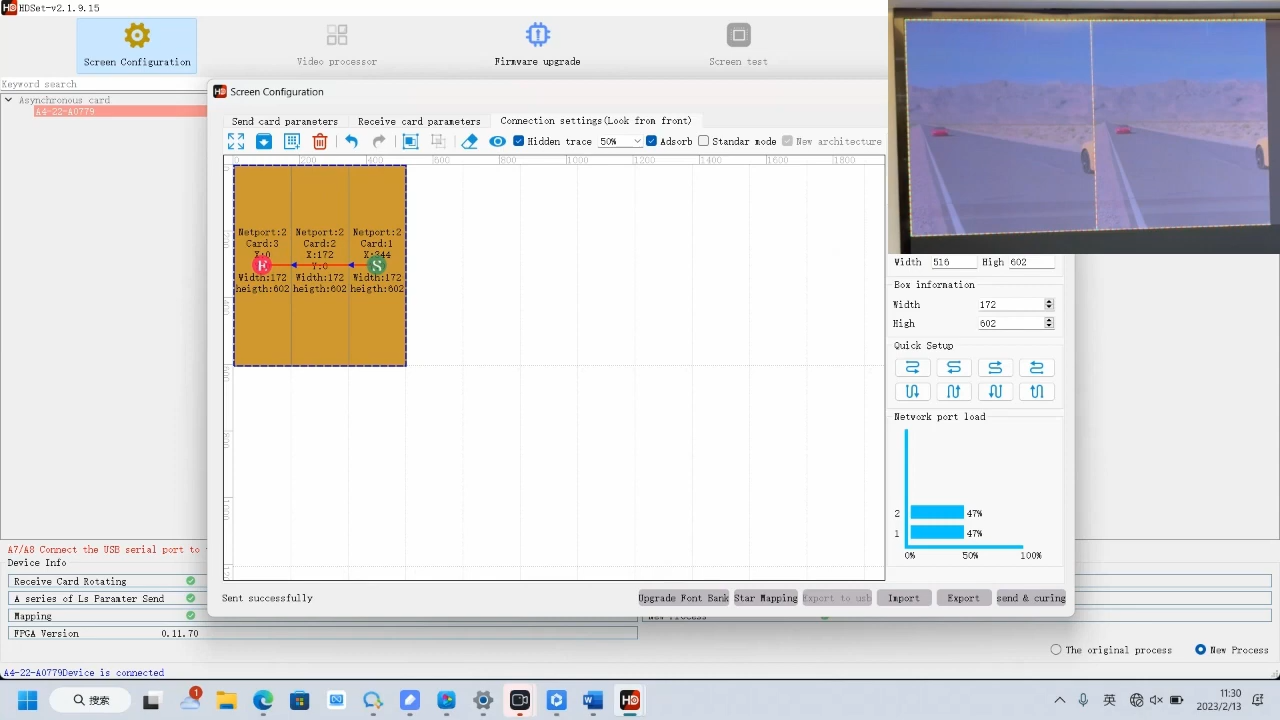 HDSet-v2.1.9.15
Screen Configuration
Video processor
Firmware upgrade
Screen test
Keyword search
Asynchronous card
A4-22-A0779
Screen Configuration
Send card parameters
Receive card parameters
Connection settings(Look from front)
Hidden trace
50%
Adsorb
Standar mode
New architecture
0
200
400
600
800
1000
1200
1400
1600
1800
Netport:2 Netport:2 Netport:2
Card:3 Card:2 Card:1
X:0 X:172 X:344
E Y:0 S
Width:172 Width:172 Width:172
heigth:602 heigth:602 heigth:602
Width 516 High 602
Box information
Width 172
High 602
Quick Setup
Network port load
2 47%
1 47%
0% 50% 100%
A7/A8 Connect the USB serial port to
Device Info
Receive Card Rotating
A series of Ls Paramter Send
Mapping
FPGA Version 0.11.70
Sent successfully
Upgrade Font Bank
Star Mapping
Export to usb
Import
Export
send & curing
New Process
The original process
New Process
A4-22-A0779Device is connected
搜索
1
HD
英
11:30
2023/2/13